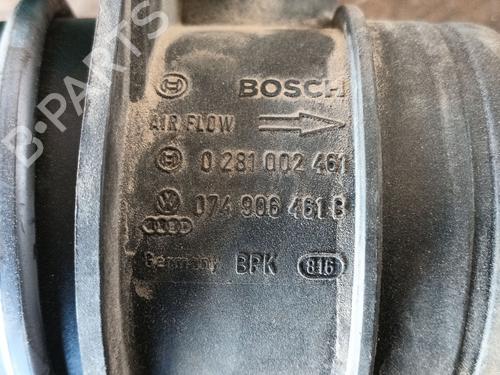 BOSCH
AIR FLOW
0 281 002 461
074 906 461 B
Germany BPK 816
B-PARTS